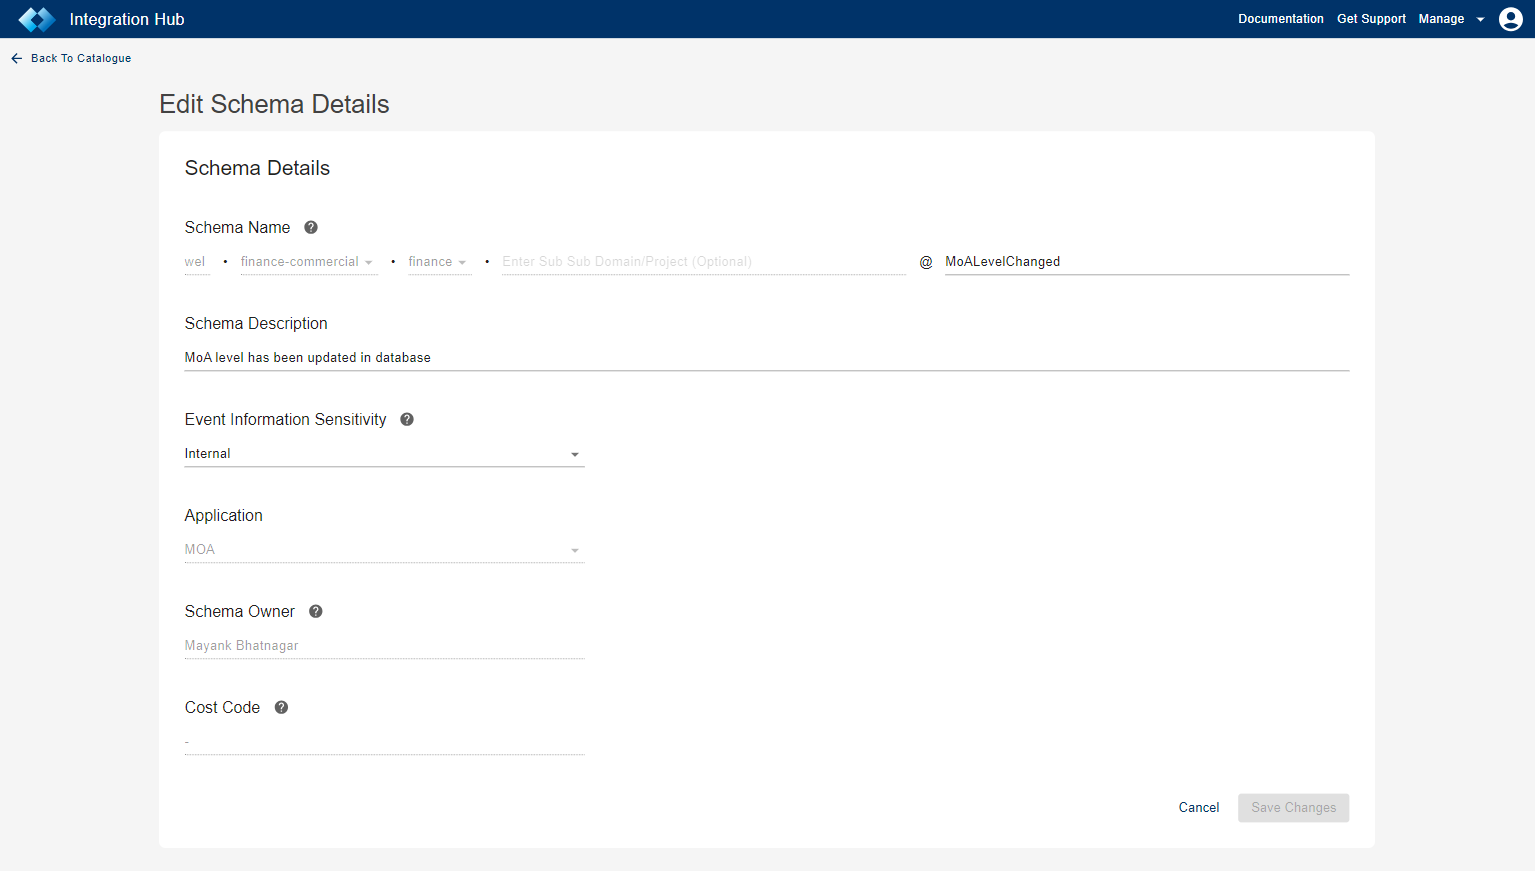 Integration Hub Documentation Get Support Manage
Back To Catalogue
Edit Schema Details
Schema Details
Schema Name ?
wel • finance-commercial • finance • Enter Sub Sub Domain/Project (Optional) @ MoALevelChanged
Schema Description
MoA level has been updated in database
Event Information Sensitivity ?
Internal
Application
MOA
Schema Owner ?
Mayank Bhatnagar
Cost Code ?
-
Cancel Save Changes